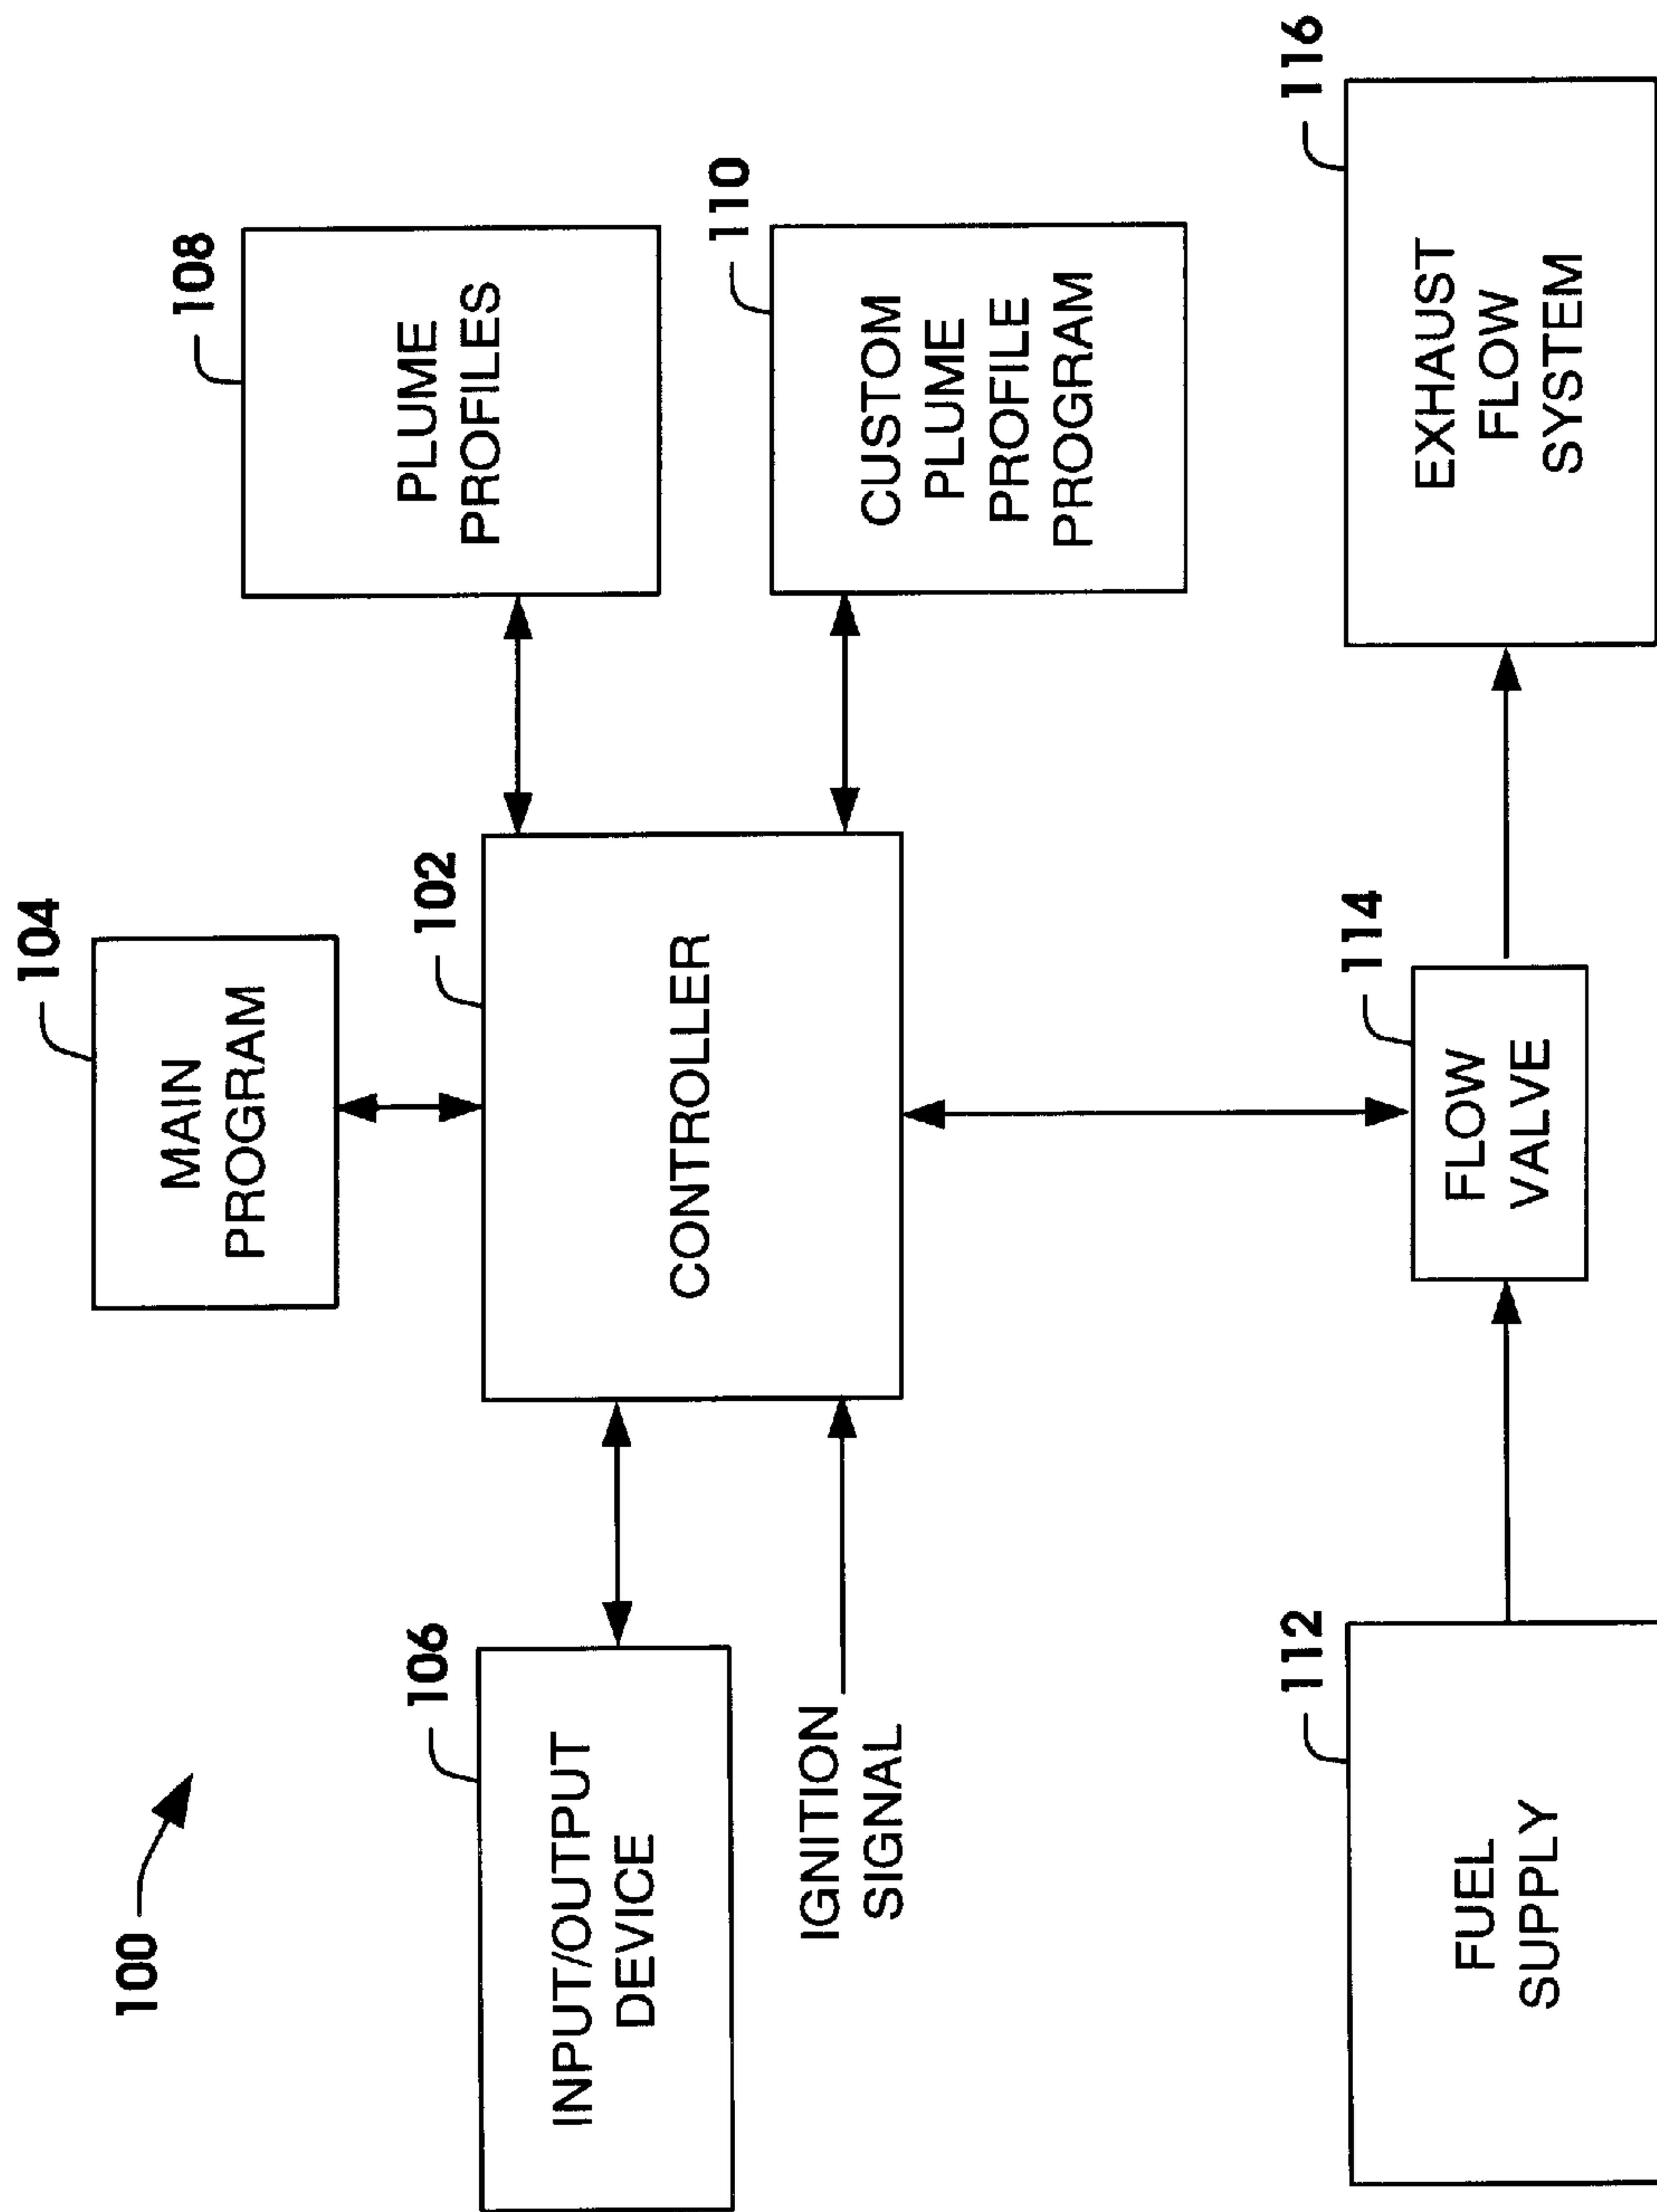 100
104
MAIN
PROGRAM
106
INPUT/OUTPUT
DEVICE
IGNITION
SIGNAL
102
CONTROLLER
108
PLUME
PROFILES
110
CUSTOM
PLUME
PROFILE
PROGRAM
112
FUEL
SUPPLY
114
FLOW
VALVE
116
EXHAUST
FLOW
SYSTEM